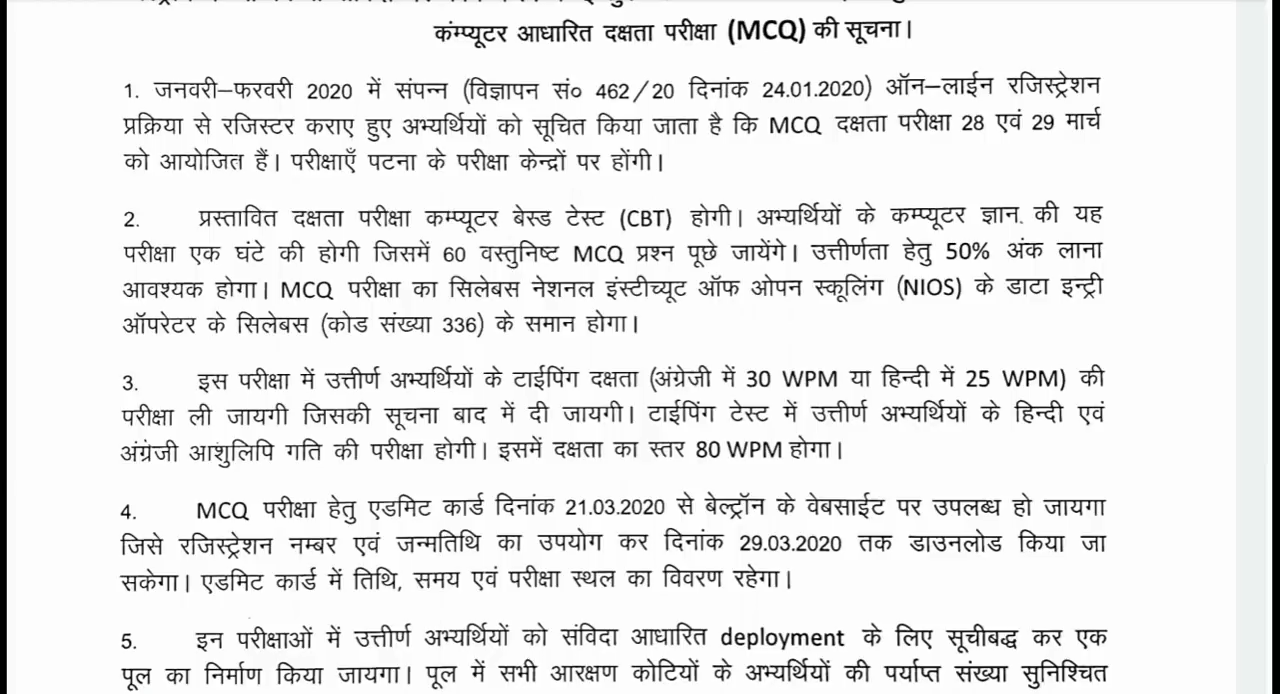 कंम्प्यूटर आधारित दक्षता परीक्षा (MCQ) की सूचना।
1. जनवरी–फरवरी 2020 में संपन्न (विज्ञापन सं० 462/20 दिनांक 24.01.2020) ऑन–लाईन रजिस्ट्रेशन
प्रक्रिया से रजिस्टर कराए हुए अभ्यर्थियों को सूचित किया जाता है कि MCQ दक्षता परीक्षा 28 एवं 29 मार्च
को आयोजित हैं। परीक्षाएँ पटना के परीक्षा केन्द्रों पर होंगी।
2. प्रस्तावित दक्षता परीक्षा कम्प्यूटर बेस्ड टेस्ट (CBT) होगी। अभ्यर्थियों के कम्प्यूटर ज्ञान की यह
परीक्षा एक घंटे की होगी जिसमें 60 वस्तुनिष्ट MCQ प्रश्न पूछे जायेंगे। उत्तीर्णता हेतु 50% अंक लाना
आवश्यक होगा। MCQ परीक्षा का सिलेबस नेशनल इंस्टीच्यूट ऑफ ओपन स्कूलिंग (NIOS) के डाटा इन्ट्री
ऑपरेटर के सिलेबस (कोड संख्या 336) के समान होगा।
3. इस परीक्षा में उत्तीर्ण अभ्यर्थियों के टाईपिंग दक्षता (अंग्रेजी में 30 WPM या हिन्दी में 25 WPM) की
परीक्षा ली जायगी जिसकी सूचना बाद में दी जायगी। टाईपिंग टेस्ट में उत्तीर्ण अभ्यर्थियों के हिन्दी एवं
अंग्रेजी आशुलिपि गति की परीक्षा होगी। इसमें दक्षता का स्तर 80 WPM होगा।
4. MCQ परीक्षा हेतु एडमिट कार्ड दिनांक 21.03.2020 से बेल्ट्रॉन के वेबसाईट पर उपलब्ध हो जायगा
जिसे रजिस्ट्रेशन नम्बर एवं जन्मतिथि का उपयोग कर दिनांक 29.03.2020 तक डाउनलोड किया जा
सकेगा। एडमिट कार्ड में तिथि, समय एवं परीक्षा स्थल का विवरण रहेगा।
5. इन परीक्षाओं में उत्तीर्ण अभ्यर्थियों को संविदा आधारित deployment के लिए सूचीबद्ध कर एक
पूल का निर्माण किया जायगा। पूल में सभी आरक्षण कोटियों के अभ्यर्थियों की पर्याप्त संख्या सुनिश्चित